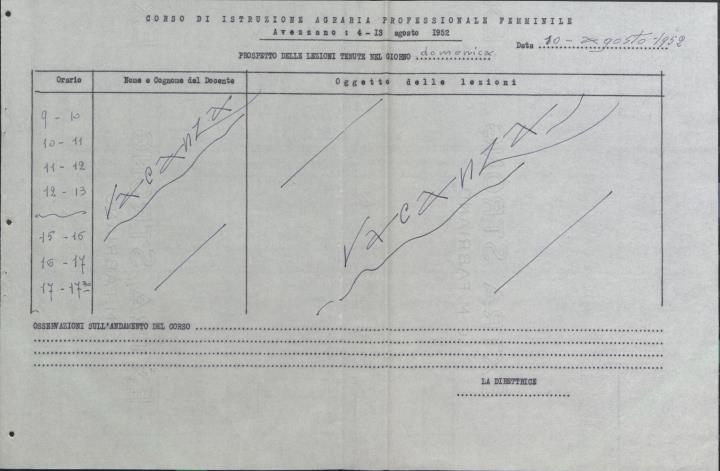 CORSO DI ISTRUZIONE AGRARIA PROFESSIONALE FEMMINILE
Avezzano : 4 - 13 agosto 1952
Data 10 - agosto - 1952
PROSPETTO DELLE LEZIONI TENUTE NEL GIORNO domenica
Orario Nome e Cognome del Docente Oggetto delle lezioni
9 - 10
10 - 11
11 - 12
12 - 13
vacanza vacanza
15 - 16
16 - 17
17 - 17³⁰
OSSERVAZIONI SULL'ANDAMENTO DEL CORSO
LA DIRETTRICE